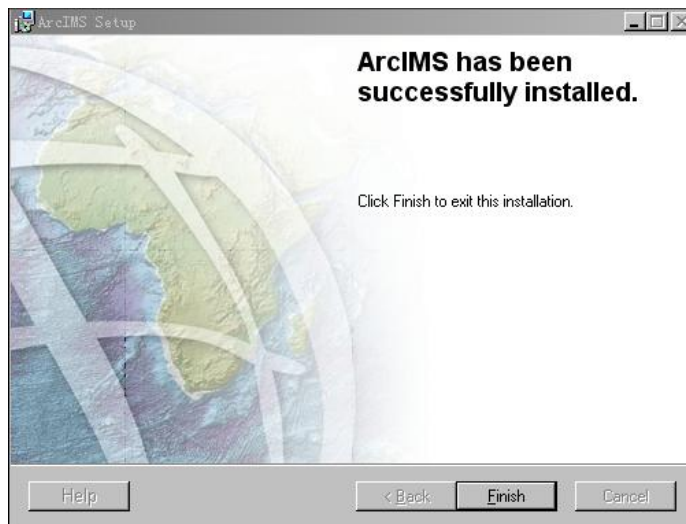 ArcIMS Setup
ArcIMS has been
successfully installed.
Click Finish to exit this installation.
Help
< Back
Finish
Cancel